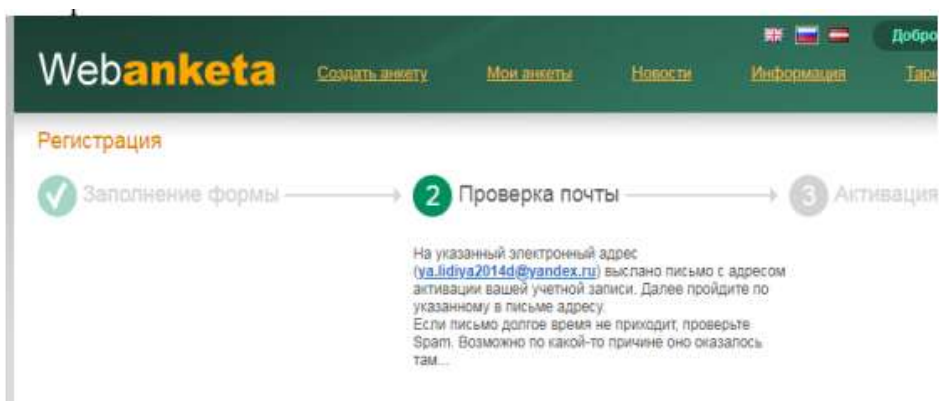 Добро
Webanketa
Создать анкету Мои анкеты Новости Информация Тари
Регистрация
Заполнение формы 2 Проверка почты 3 Активация
На указанный электронный адрес
(ya.lidiya2014d@yandex.ru) выслано письмо с адресом
активации вашей учетной записи. Далее пройдите по
указанному в письме адресу.
Если письмо долгое время не приходит, проверьте
Spam. Возможно по какой-то причине оно оказалось
там...